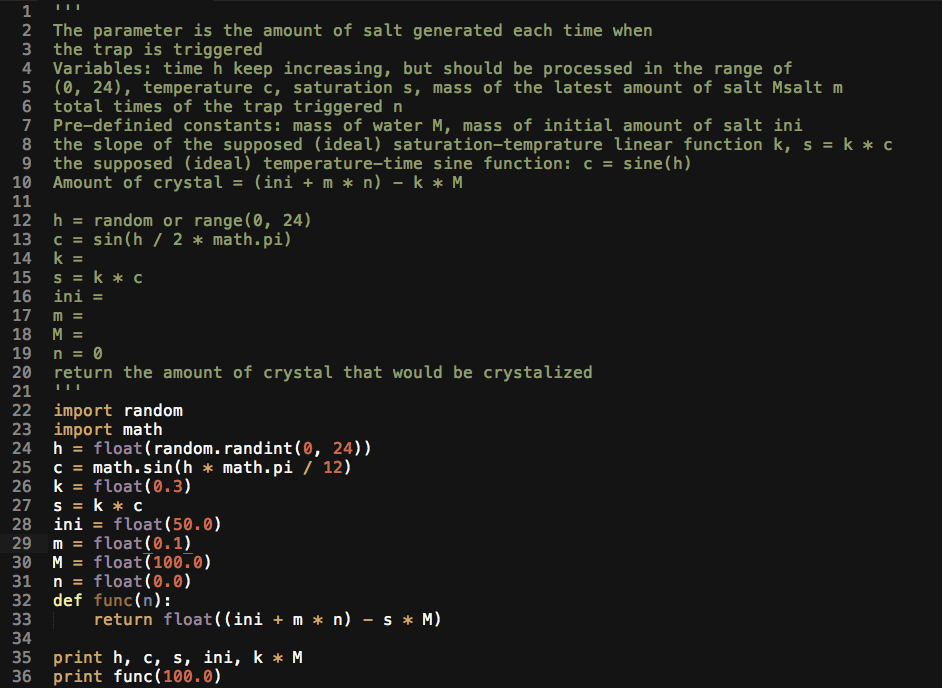 1 '''
2 The parameter is the amount of salt generated each time when
3 the trap is triggered
4 Variables: time h keep increasing, but should be processed in the range of
5 (0, 24), temperature c, saturation s, mass of the latest amount of salt Msalt m
6 total times of the trap triggered n
7 Pre-definied constants: mass of water M, mass of initial amount of salt ini
8 the slope of the supposed (ideal) saturation-temprature linear function k, s = k * c
9 the supposed (ideal) temperature-time sine function: c = sine(h)
10 Amount of crystal = (ini + m * n) - k * M
11
12 h = random or range(0, 24)
13 c = sin(h / 2 * math.pi)
14 k =
15 s = k * c
16 ini =
17 m =
18 M =
19 n = 0
20 return the amount of crystal that would be crystalized
21 '''
22 import random
23 import math
24 h = float(random.randint(0, 24))
25 c = math.sin(h * math.pi / 12)
26 k = float(0.3)
27 s = k * c
28 ini = float(50.0)
29 m = float(0.1)
30 M = float(100.0)
31 n = float(0.0)
32 def func(n):
33     return float((ini + m * n) - s * M)
34
35 print h, c, s, ini, k * M
36 print func(100.0)